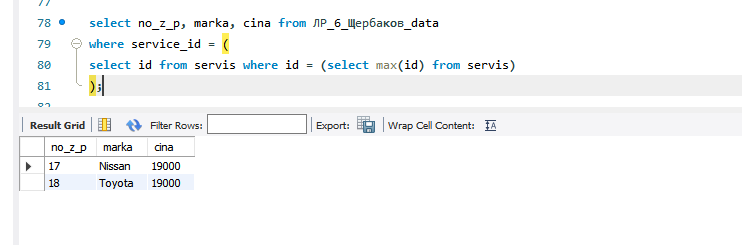 77
78 select no_z_p, marka, cina from ЛР_6_Щербаков_data
79 where service_id = (
80 select id from servis where id = (select max(id) from servis)
81 );
82
Result Grid Filter Rows: Export: Wrap Cell Content: IA
no_z_p marka cina
17 Nissan 19000
18 Toyota 19000